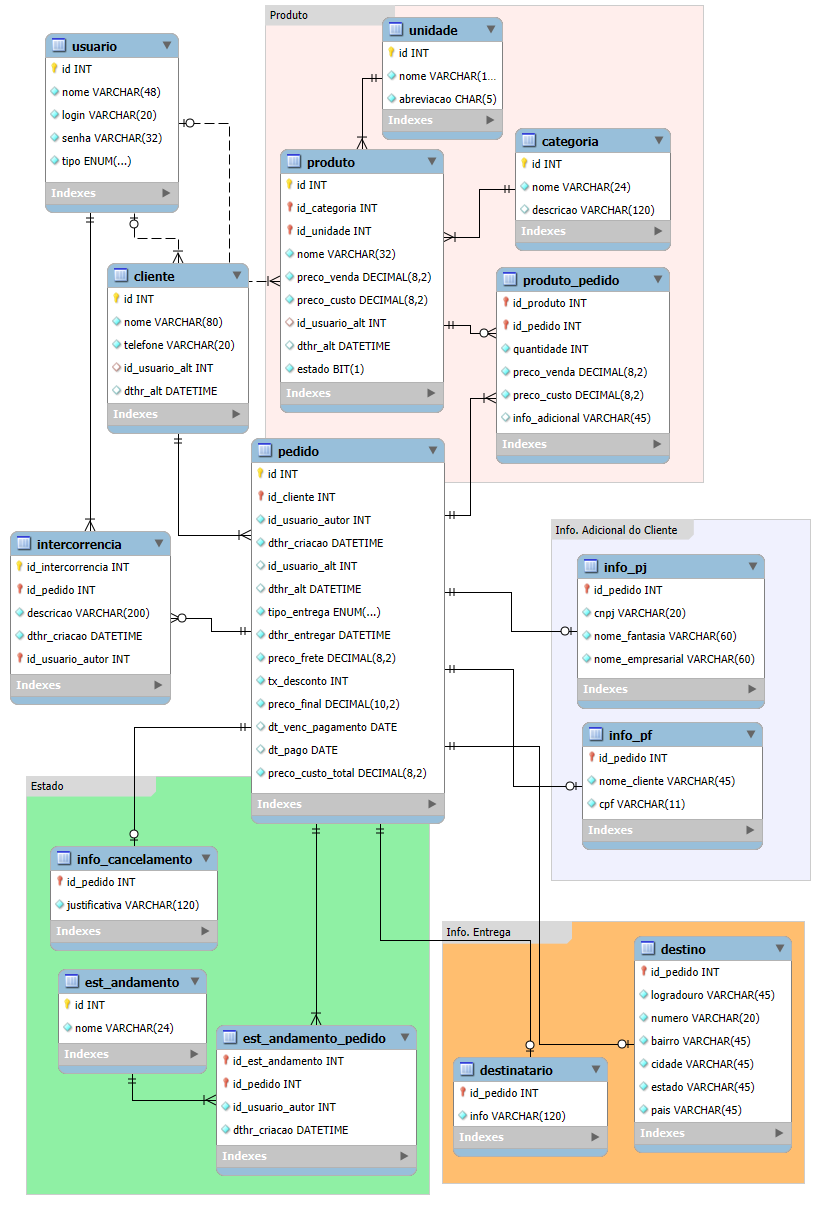 Produto
unidade
id INT
nome VARCHAR(1...
abreviacao CHAR(5)
Indexes
usuario
id INT
nome VARCHAR(48)
login VARCHAR(20)
senha VARCHAR(32)
tipo ENUM(...)
Indexes
categoria
id INT
nome VARCHAR(24)
descricao VARCHAR(120)
Indexes
produto
id INT
id_categoria INT
id_unidade INT
nome VARCHAR(32)
preco_venda DECIMAL(8,2)
preco_custo DECIMAL(8,2)
id_usuario_alt INT
dthr_alt DATETIME
estado BIT(1)
Indexes
cliente
id INT
nome VARCHAR(80)
telefone VARCHAR(20)
id_usuario_alt INT
dthr_alt DATETIME
Indexes
produto_pedido
id_produto INT
id_pedido INT
quantidade INT
preco_venda DECIMAL(8,2)
preco_custo DECIMAL(8,2)
info_adicional VARCHAR(45)
Indexes
pedido
id INT
id_cliente INT
id_usuario_autor INT
dthr_criacao DATETIME
id_usuario_alt INT
dthr_alt DATETIME
tipo_entrega ENUM(...)
dthr_entregar DATETIME
preco_frete DECIMAL(8,2)
tx_desconto INT
preco_final DECIMAL(10,2)
dt_venc_pagamento DATE
dt_pago DATE
preco_custo_total DECIMAL(8,2)
Indexes
intercorrencia
id_intercorrencia INT
id_pedido INT
descricao VARCHAR(200)
dthr_criacao DATETIME
id_usuario_autor INT
Indexes
Info. Adicional do Cliente
info_pj
id_pedido INT
cnpj VARCHAR(20)
nome_fantasia VARCHAR(60)
nome_empresarial VARCHAR(60)
Indexes
info_pf
id_pedido INT
nome_cliente VARCHAR(45)
cpf VARCHAR(11)
Indexes
Estado
info_cancelamento
id_pedido INT
justificativa VARCHAR(120)
Indexes
est_andamento
id INT
nome VARCHAR(24)
Indexes
est_andamento_pedido
id_est_andamento INT
id_pedido INT
id_usuario_autor INT
dthr_criacao DATETIME
Indexes
Info. Entrega
destino
id_pedido INT
logradouro VARCHAR(45)
numero VARCHAR(20)
bairro VARCHAR(45)
cidade VARCHAR(45)
estado VARCHAR(45)
pais VARCHAR(45)
Indexes
destinatario
id_pedido INT
info VARCHAR(120)
Indexes